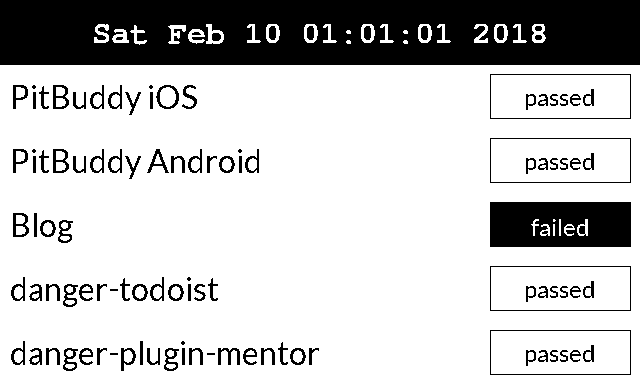 Sat Feb 10 01:01:01 2018
PitBuddy iOS passed
PitBuddy Android passed
Blog failed
danger-todoist passed
danger-plugin-mentor passed